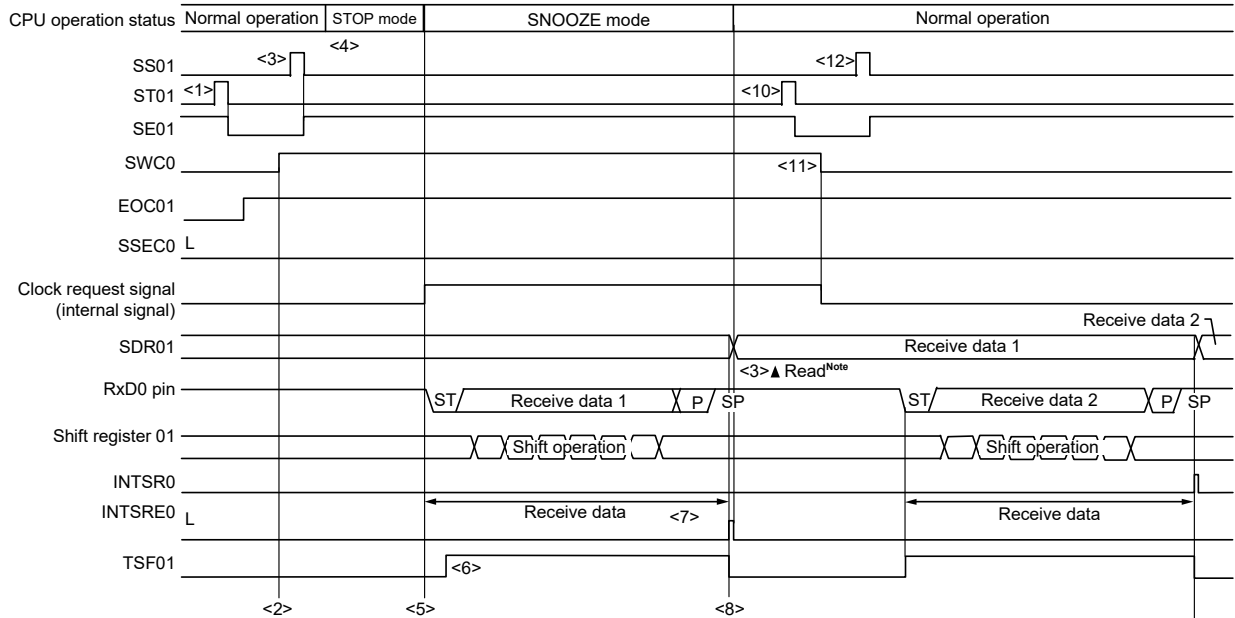 CPU operation status Normal operation STOP mode SNOOZE mode Normal operation
<4>
SS01 <3> <12>
ST01 <1> <10>
SE01
SWC0 <11>
EOC01
SSEC0 L
Clock request signal
(internal signal)
Receive data 2
SDR01 Receive data 1
<3>▲ Read Note
RxD0 pin ST Receive data 1 P SP ST Receive data 2 P SP
Shift register 01 Shift operation Shift operation
INTSR0
INTSRE0 L Receive data <7> Receive data
TSF01 <6>
<2> <5> <8>